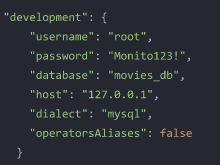 "development": {
"username": "root",
"password": "Monito123!",
"database": "movies_db",
"host": "127.0.0.1",
"dialect": "mysql",
"operatorsAliases": false
}